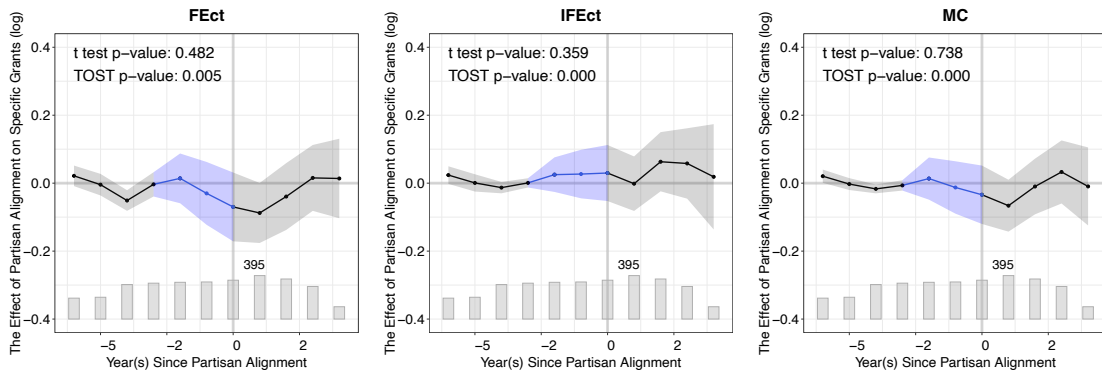 FEct
The Effect of Partisan Alignment on Specific Grants (log)
0.4
0.2
0.0
−0.2
−0.4
t test p−value: 0.482
TOST p−value: 0.005
395
−5
−2
0
2
Year(s) Since Partisan Alignment
IFEct
The Effect of Partisan Alignment on Specific Grants (log)
0.4
0.2
0.0
−0.2
−0.4
t test p−value: 0.359
TOST p−value: 0.000
395
−5
−2
0
2
Year(s) Since Partisan Alignment
MC
The Effect of Partisan Alignment on Specific Grants (log)
0.4
0.2
0.0
−0.2
−0.4
t test p−value: 0.738
TOST p−value: 0.000
395
−5
−2
0
2
Year(s) Since Partisan Alignment